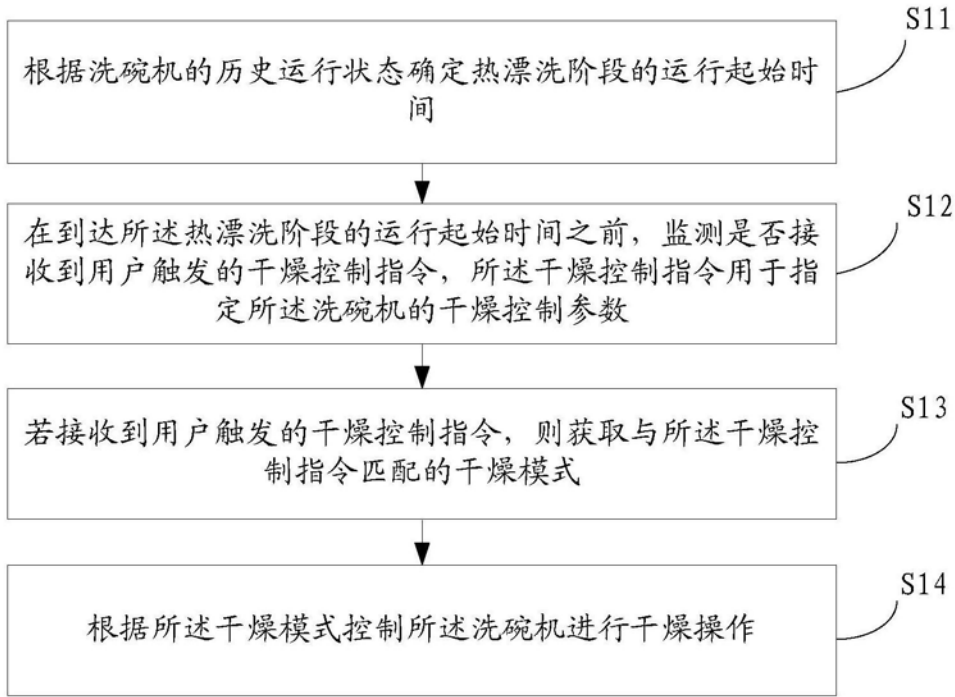 S11
根据洗碗机的历史运行状态确定热漂洗阶段的运行起始时
间
S12
在到达所述热漂洗阶段的运行起始时间之前，监测是否接
收到用户触发的干燥控制指令，所述干燥控制指令用于指
定所述洗碗机的干燥控制参数
S13
若接收到用户触发的干燥控制指令，则获取与所述干燥控
制指令匹配的干燥模式
S14
根据所述干燥模式控制所述洗碗机进行干燥操作